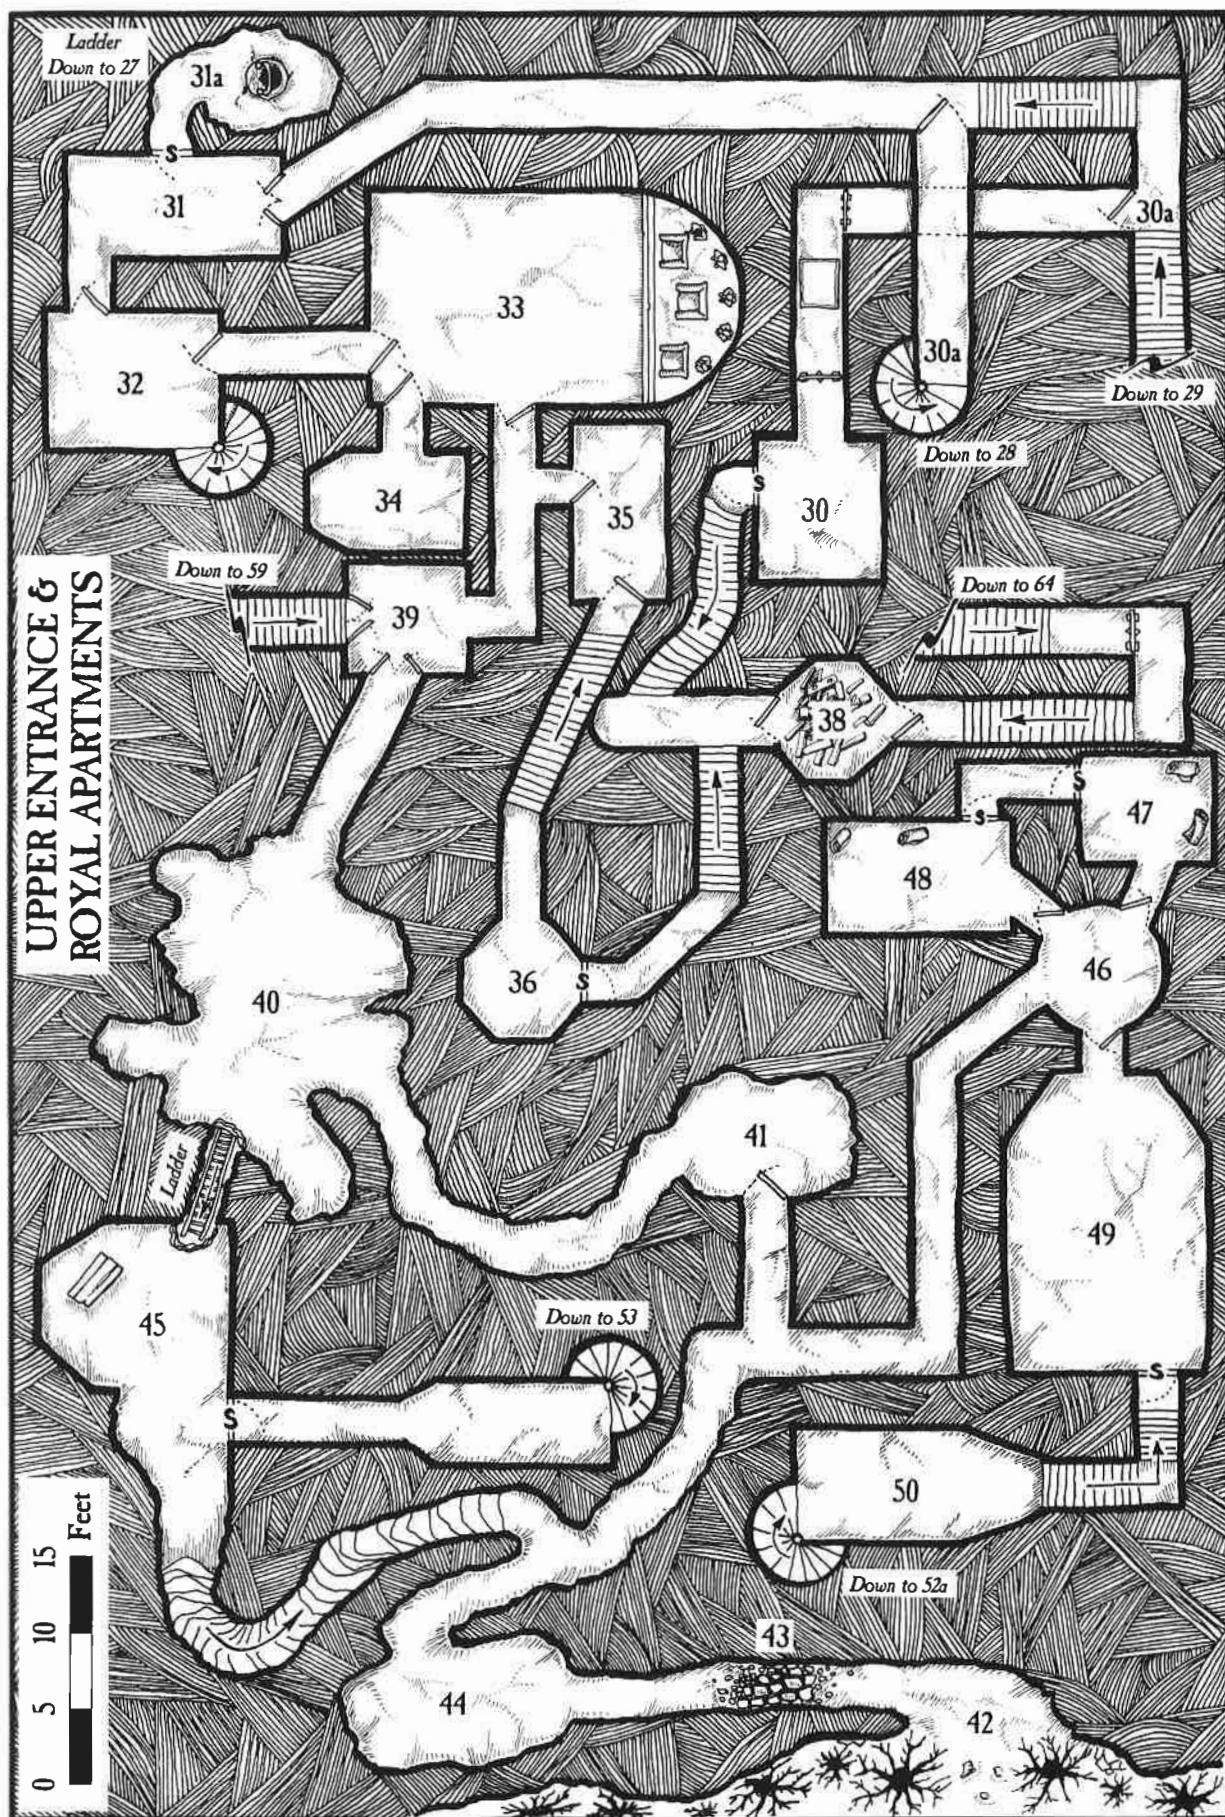 Ladder
Down to 27
31a
S
31
30a
33
32
30a
Down to 29
Down to 28
34
35
S
30
Down to 59
Down to 64
39
UPPER ENTRANCE &
ROYAL APARTMENTS
38
S
47
S
48
36
S
46
40
41
Ladder
49
45
Down to 53
S
S
50
Down to 52a
0 5 10 15 Feet
43
44
42